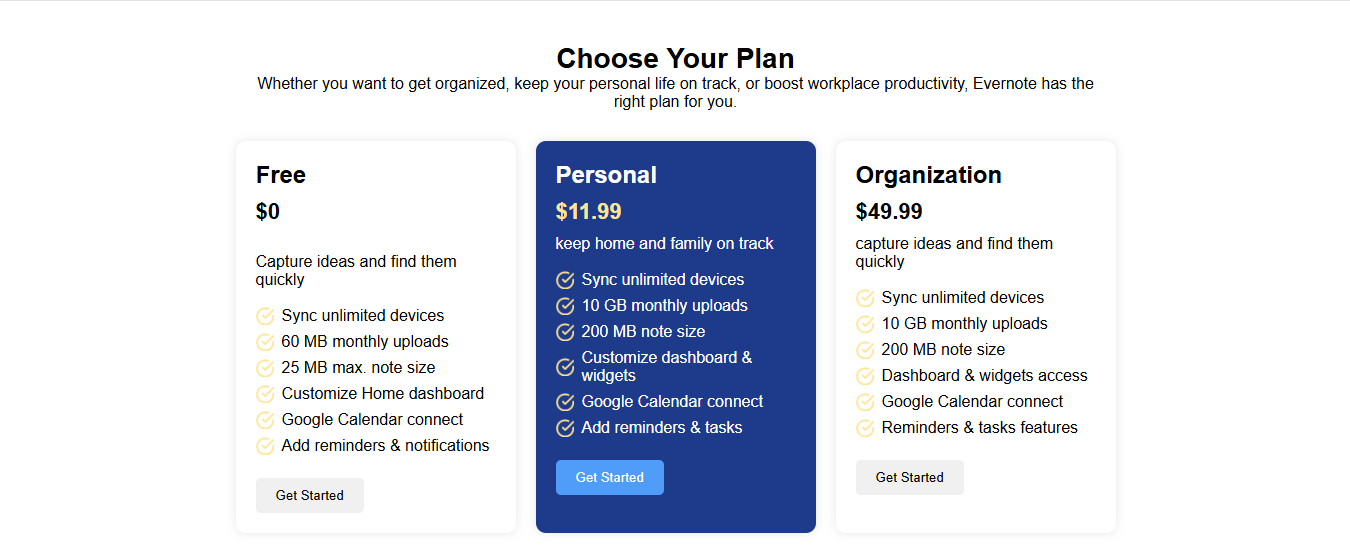 Choose Your Plan
Whether you want to get organized, keep your personal life on track, or boost workplace productivity, Evernote has the
right plan for you.
Free
$0
Capture ideas and find them
quickly
Sync unlimited devices
60 MB monthly uploads
25 MB max. note size
Customize Home dashboard
Google Calendar connect
Add reminders & notifications
Get Started
Personal
$11.99
keep home and family on track
Sync unlimited devices
10 GB monthly uploads
200 MB note size
Customize dashboard &
widgets
Google Calendar connect
Add reminders & tasks
Get Started
Organization
$49.99
capture ideas and find them
quickly
Sync unlimited devices
10 GB monthly uploads
200 MB note size
Dashboard & widgets access
Google Calendar connect
Reminders & tasks features
Get Started